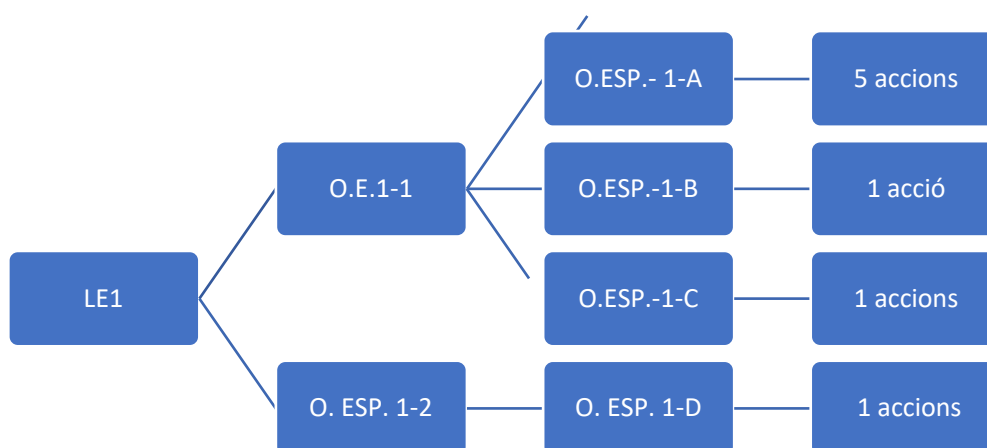 O.ESP.- 1-A
5 accions
O.E.1-1
O.ESP.-1-B
1 acció
LE1
O.ESP.-1-C
1 accions
O. ESP. 1-2
O. ESP. 1-D
1 accions